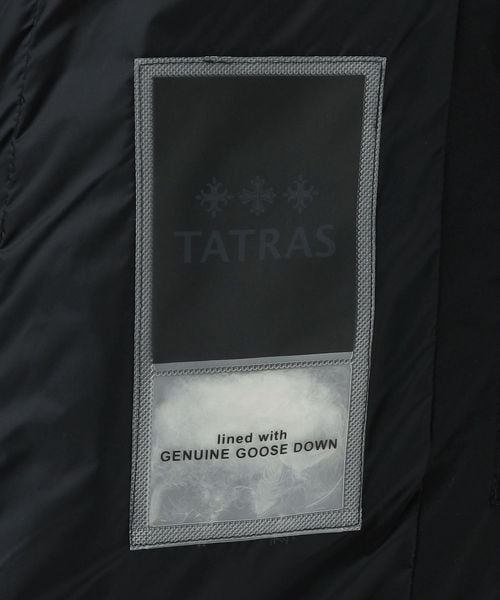 TATRAS
lined with
GENUINE GOOSE DOWN